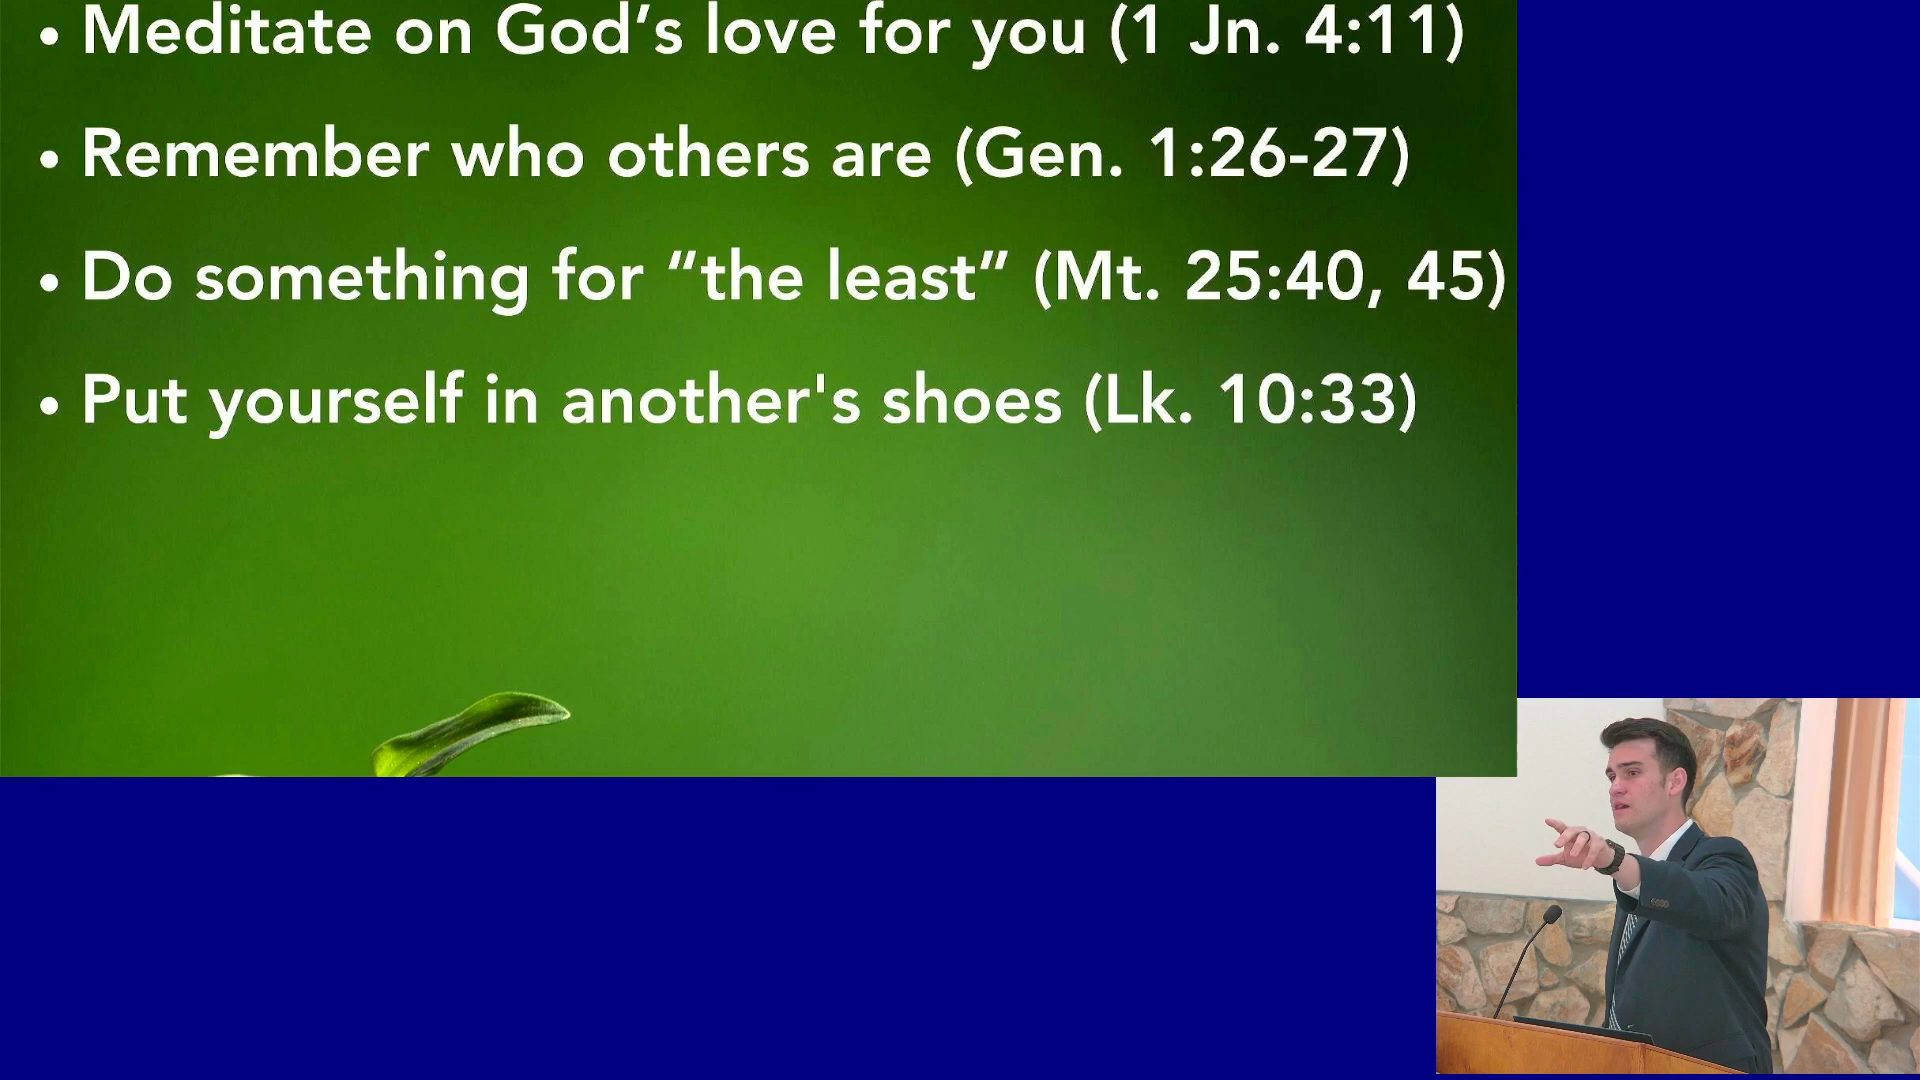 • Meditate on God’s love for you (1 Jn. 4:11)
• Remember who others are (Gen. 1:26-27)
• Do something for “the least” (Mt. 25:40, 45)
• Put yourself in another's shoes (Lk. 10:33)